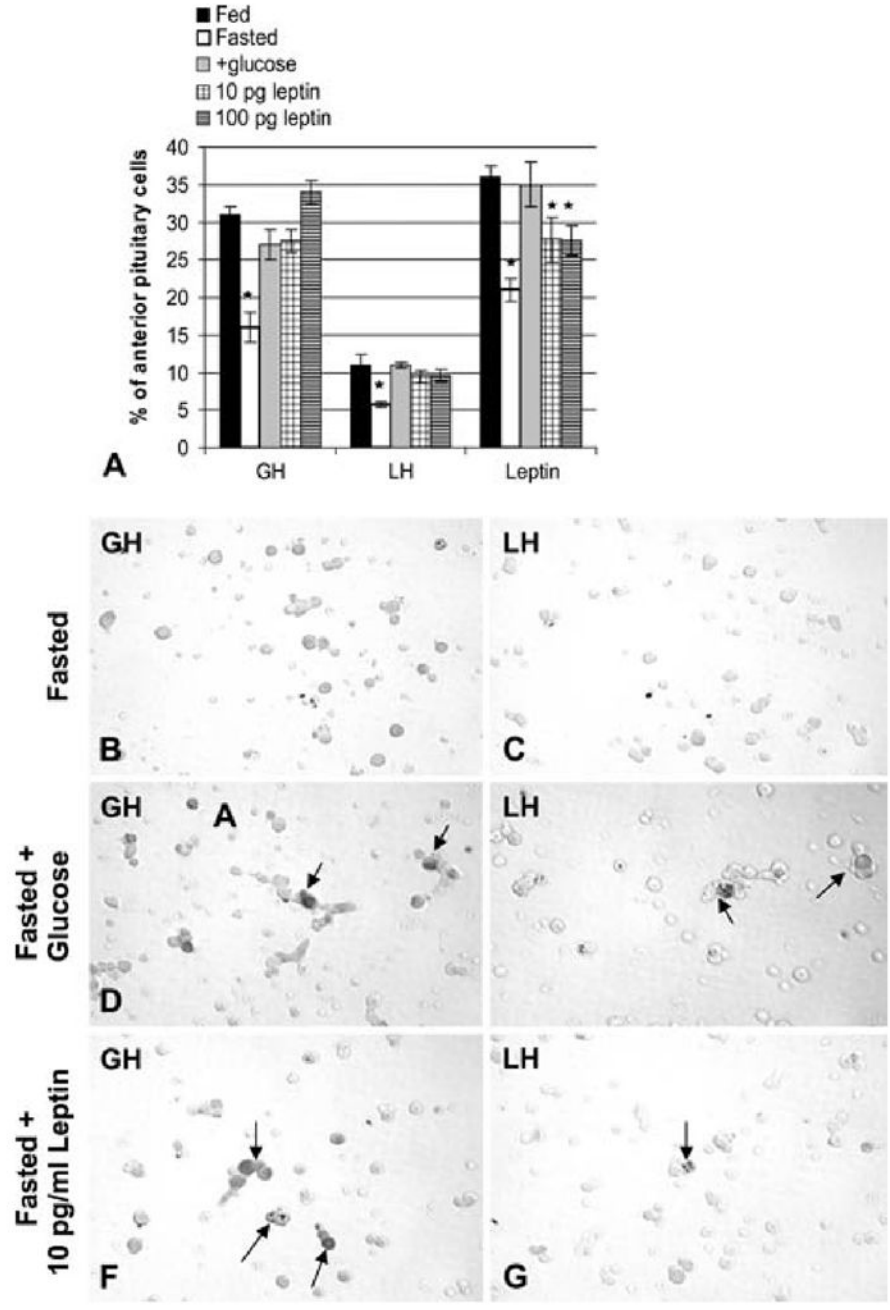 Fed
Fasted
+glucose
10 pg leptin
100 pg leptin
% of anterior pituitary cells
40
35
30
25
20
15
10
5
0
* * * * *
GH LH Leptin
A
Fasted
GH
B
LH
C
Fasted +
Glucose
GH
A
D
LH
Fasted +
10 pg/ml Leptin
GH
F
LH
G